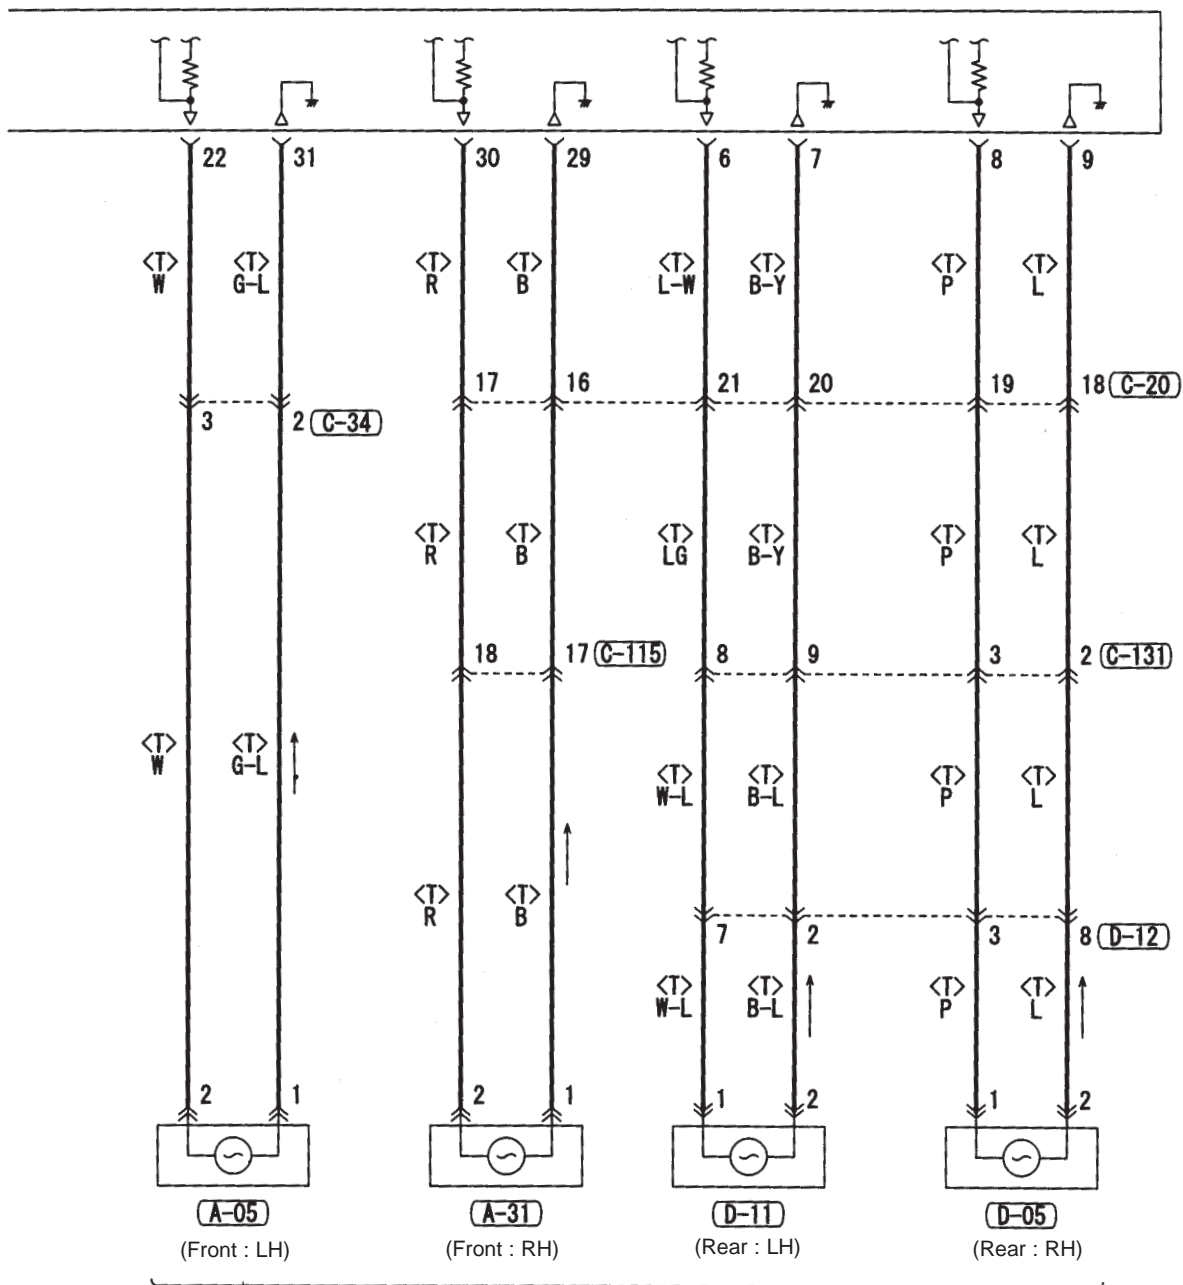 22 31 30 29 6 7 8 9
<T> <T> <T> <T> <T> <T> <T> <T>
W G-L R B L-W B-Y P L
17 16 21 20 19 18 C-20
3 2 C-34
<T> <T> <T> <T> <T> <T>
R B LG B-Y P L
18 17 C-115 8 9 3 2 C-131
<T> <T>
W G-L
<T> <T> <T> <T>
W-L B-L P L
<T> <T>
R B
7 2 3 8 D-12
<T> <T> <T> <T>
W-L B-L P L
2 1 2 1 1 2 1 2
A-05 A-31 D-11 D-05
(Front : LH) (Front : RH) (Rear : LH) (Rear : RH)